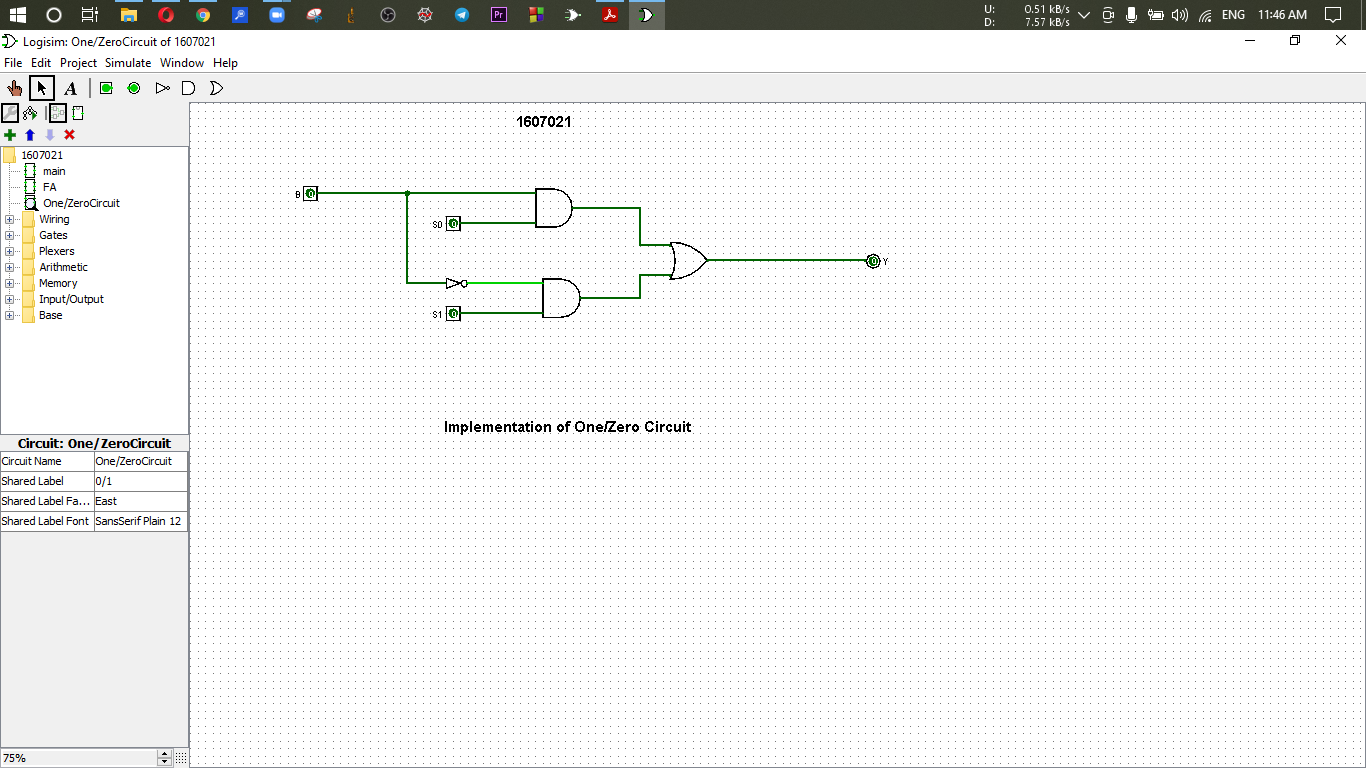 U: 0.51 kB/s
D: 7.57 kB/s
ENG 11:46 AM
Logisim: One/ZeroCircuit of 1607021
File Edit Project Simulate Window Help
A
1607021
main
FA
One/ZeroCircuit
Wiring
Gates
Plexers
Arithmetic
Memory
Input/Output
Base
Circuit: One/ZeroCircuit
Circuit Name One/ZeroCircuit
Shared Label 0/1
Shared Label Fa... East
Shared Label Font SansSerif Plain 12
75%
1607021
B 0
S0 0
0 Y
S1 0
Implementation of One/Zero Circuit